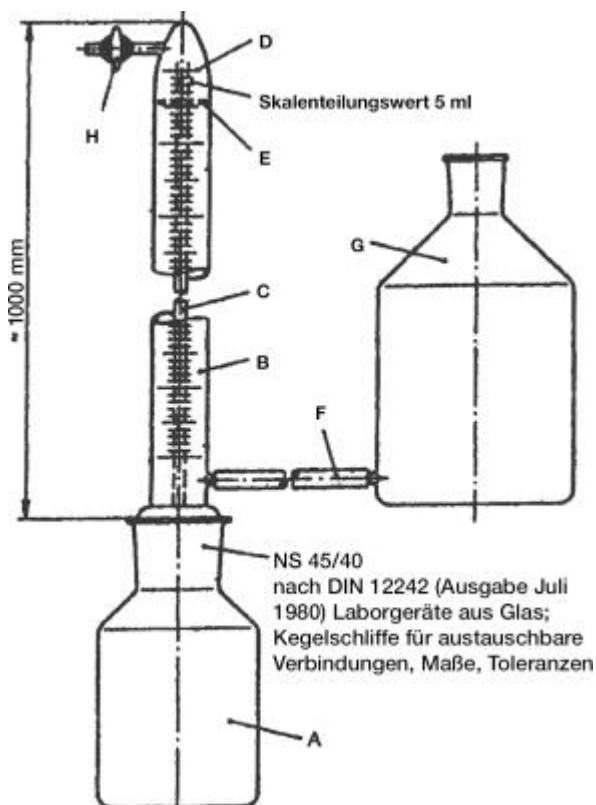 D
Skalenteilungswert 5 ml
H
E
G
≈ 1000 mm
C
B
F
NS 45/40
nach DIN 12242 (Ausgabe Juli
1980) Laborgeräte aus Glas;
Kegelschliffe für austauschbare
Verbindungen, Maße, Toleranzen
A